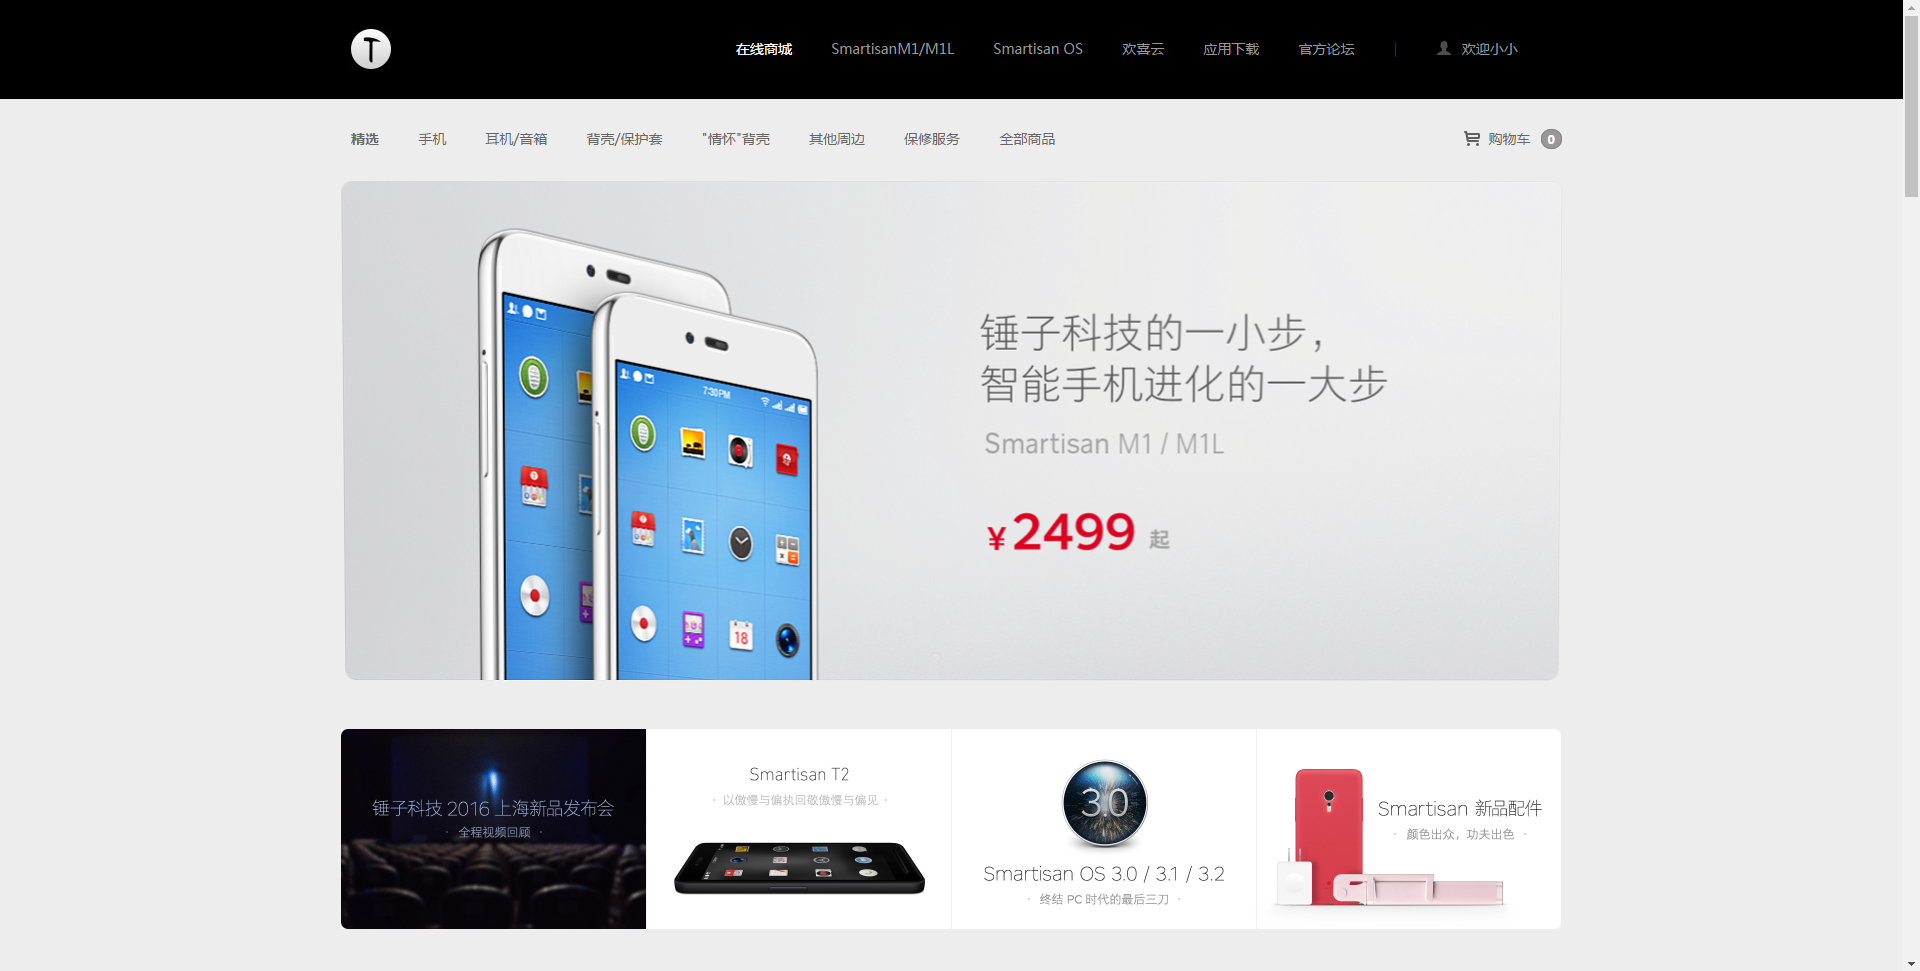 在线商城
SmartisanM1/M1L
Smartisan OS
欢喜云
应用下载
官方论坛
欢迎小小
精选
手机
耳机/音箱
背壳/保护套
"情怀"背壳
其他周边
保修服务
全部商品
购物车 0
锤子科技的一小步，
智能手机进化的一大步
Smartisan M1 / M1L
¥2499 起
7:30PM
18
锤子科技 2016 上海新品发布会
· 全程视频回顾 ·
Smartisan T2
· 以傲慢与偏执回敬傲慢与偏见 ·
3.0
Smartisan OS 3.0 / 3.1 / 3.2
· 终结 PC 时代的最后三刀 ·
Smartisan 新品配件
· 颜色出众，功夫出色 ·